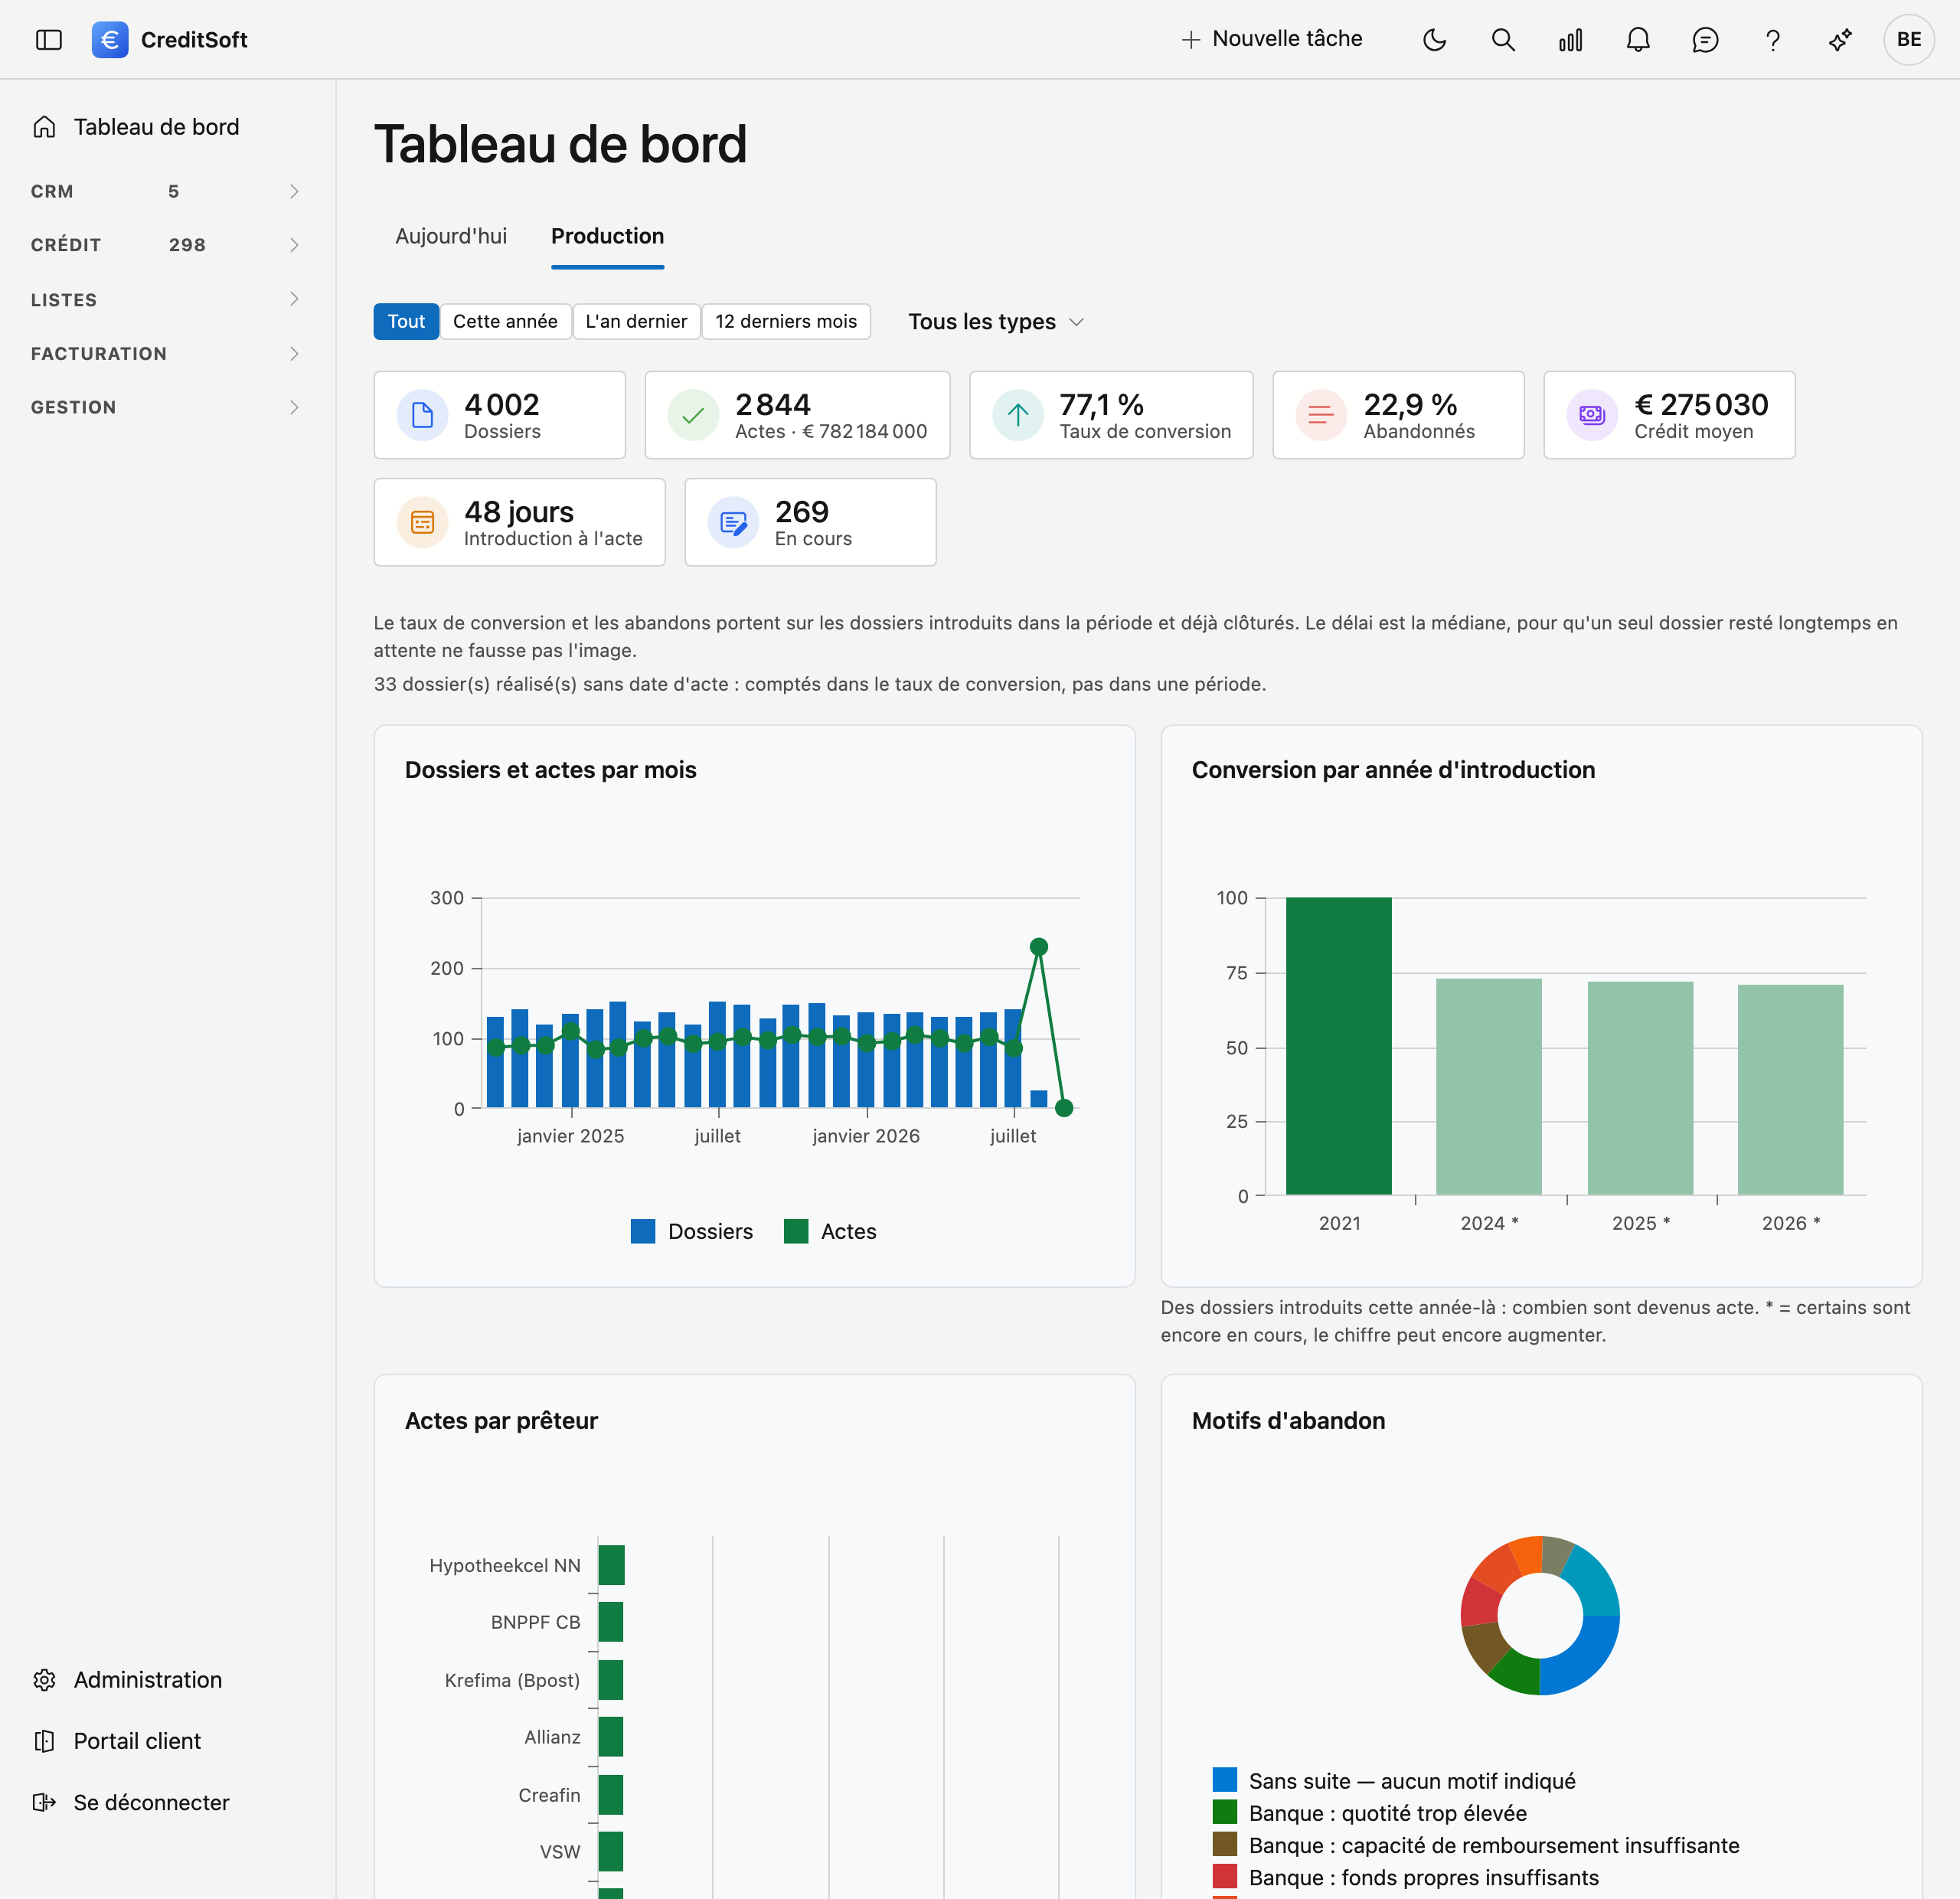 CreditSoft
Nouvelle tâche
BE
Tableau de bord
CRM 5
CRÉDIT 298
LISTES
FACTURATION
GESTION
Administration
Portail client
Se déconnecter
Tableau de bord
Aujourd'hui
Production
Tout
Cette année
L'an dernier
12 derniers mois
Tous les types
4 002
Dossiers
2 844
Actes · € 782 184 000
77,1 %
Taux de conversion
22,9 %
Abandonnés
€ 275 030
Crédit moyen
48 jours
Introduction à l'acte
269
En cours
Le taux de conversion et les abandons portent sur les dossiers introduits dans la période et déjà clôturés. Le délai est la médiane, pour qu'un seul dossier resté longtemps en
attente ne fausse pas l'image.
33 dossier(s) réalisé(s) sans date d'acte : comptés dans le taux de conversion, pas dans une période.
Dossiers et actes par mois
300
200
100
0
janvier 2025
juillet
janvier 2026
juillet
Dossiers
Actes
Conversion par année d'introduction
100
75
50
25
0
2021
2024 *
2025 *
2026 *
Des dossiers introduits cette année-là : combien sont devenus acte. * = certains sont
encore en cours, le chiffre peut encore augmenter.
Actes par prêteur
Hypotheekcel NN
BNPPF CB
Krefima (Bpost)
Allianz
Creafin
VSW
Motifs d'abandon
Sans suite — aucun motif indiqué
Banque : quotité trop élevée
Banque : capacité de remboursement insuffisante
Banque : fonds propres insuffisants